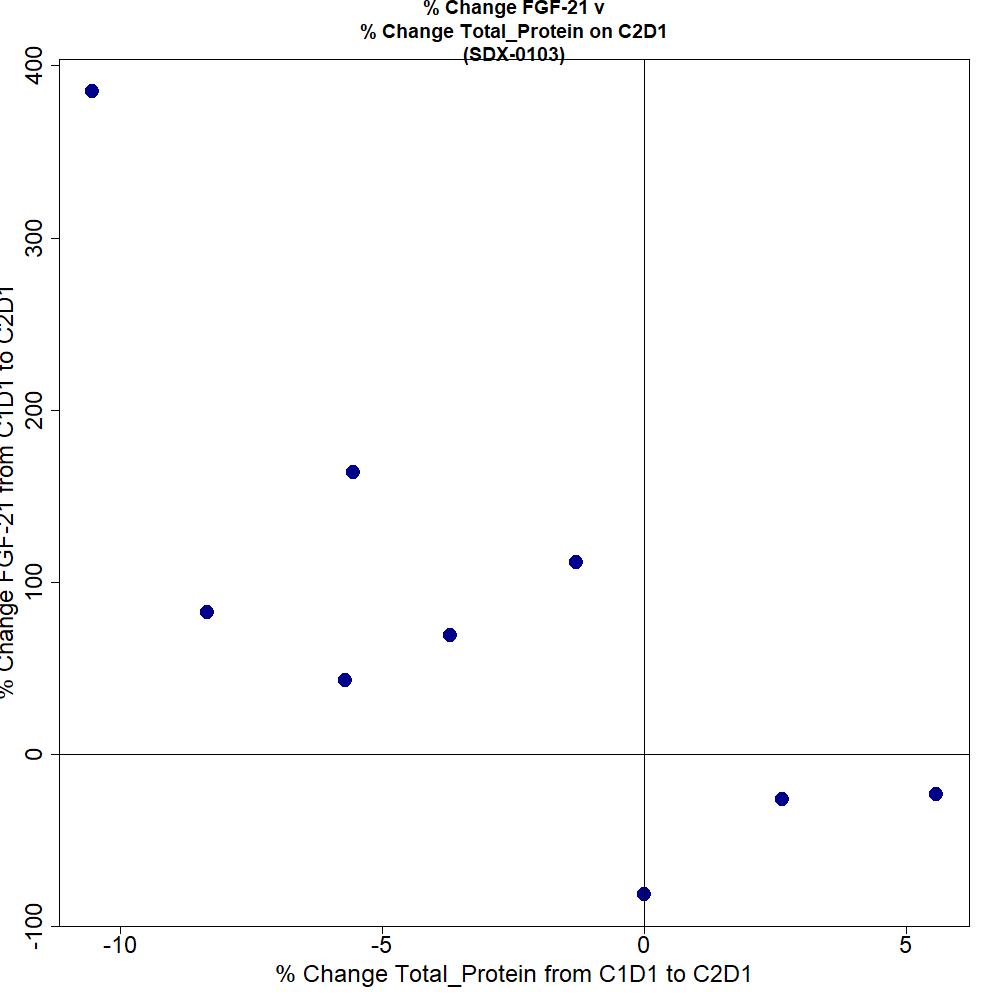 % Change FGF-21 v
% Change Total_Protein on C2D1
(SDX-0103)
% Change FGF-21 from C1D1 to C2D1
400
300
200
100
0
-100
-10
-5
0
5
% Change Total_Protein from C1D1 to C2D1